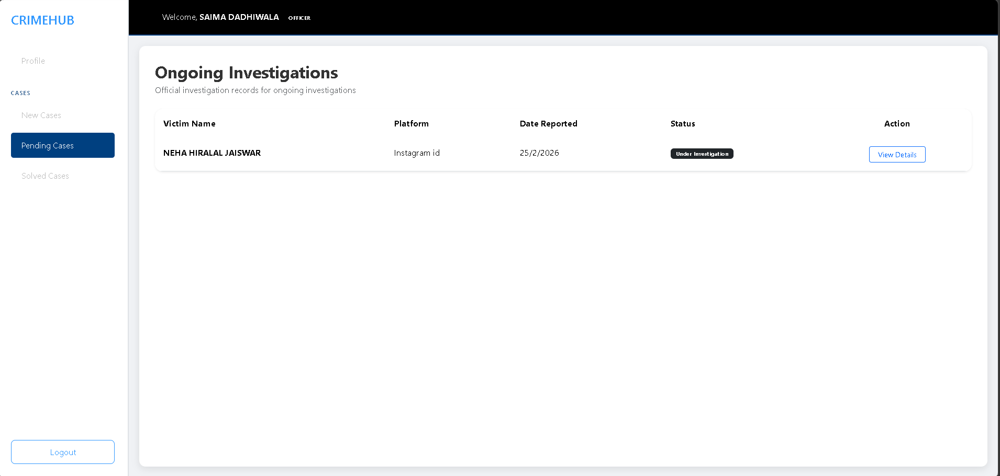 CRIMEHUB
Profile
CASES
New Cases
Pending Cases
Solved Cases
Logout
Welcome, SAIMA DADHIWALA OFFICER
Ongoing Investigations
Official investigation records for ongoing investigations
Victim Name Platform Date Reported Status Action
NEHA HIRALAL JAISWAR Instagram id 25/2/2026 Under Investigation View Details